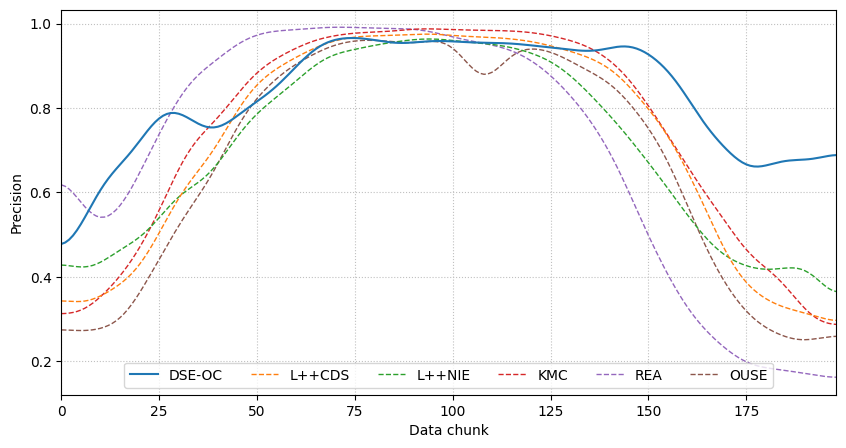 1.0
0.8
0.6
0.4
0.2
Precision
DSE-OC L++CDS L++NIE KMC REA OUSE
0 25 50 75 100 125 150 175
Data chunk